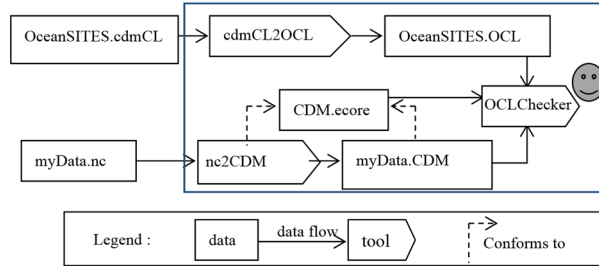 OceanSITES.cdmCL
cdmCL2OCL
OceanSITES.OCL
CDM.ecore
OCLChecker
myData.nc
nc2CDM
myData.CDM
Legend :
data
data flow
tool
Conforms to